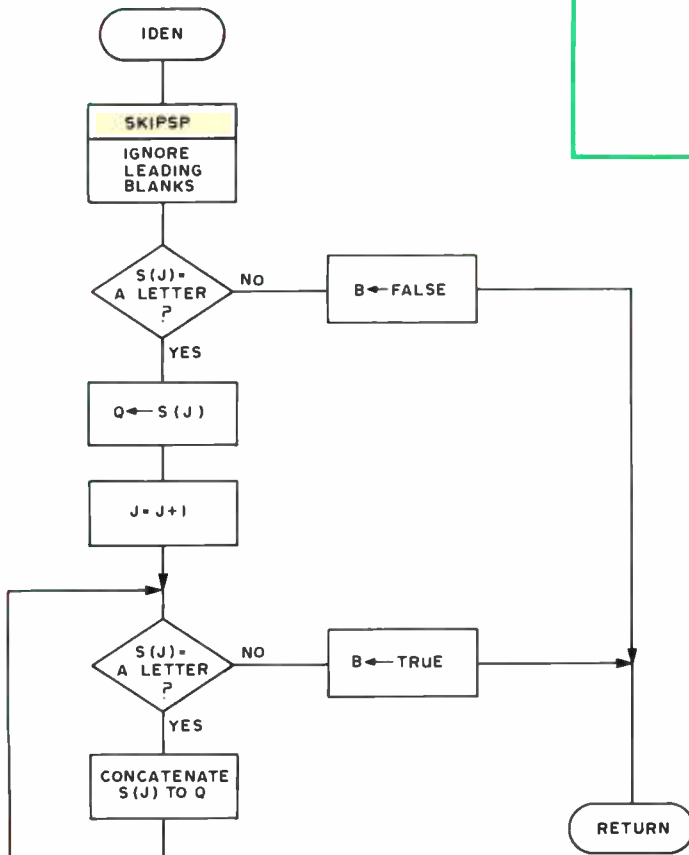 IDEN
SKIPSP
IGNORE
LEADING
BLANKS
S(J)=
A LETTER
?
NO
B←FALSE
YES
Q←S(J)
J=J+1
S(J)=
A LETTER
?
NO
B←TRUE
YES
CONCATENATE
S(J) TO Q
RETURN